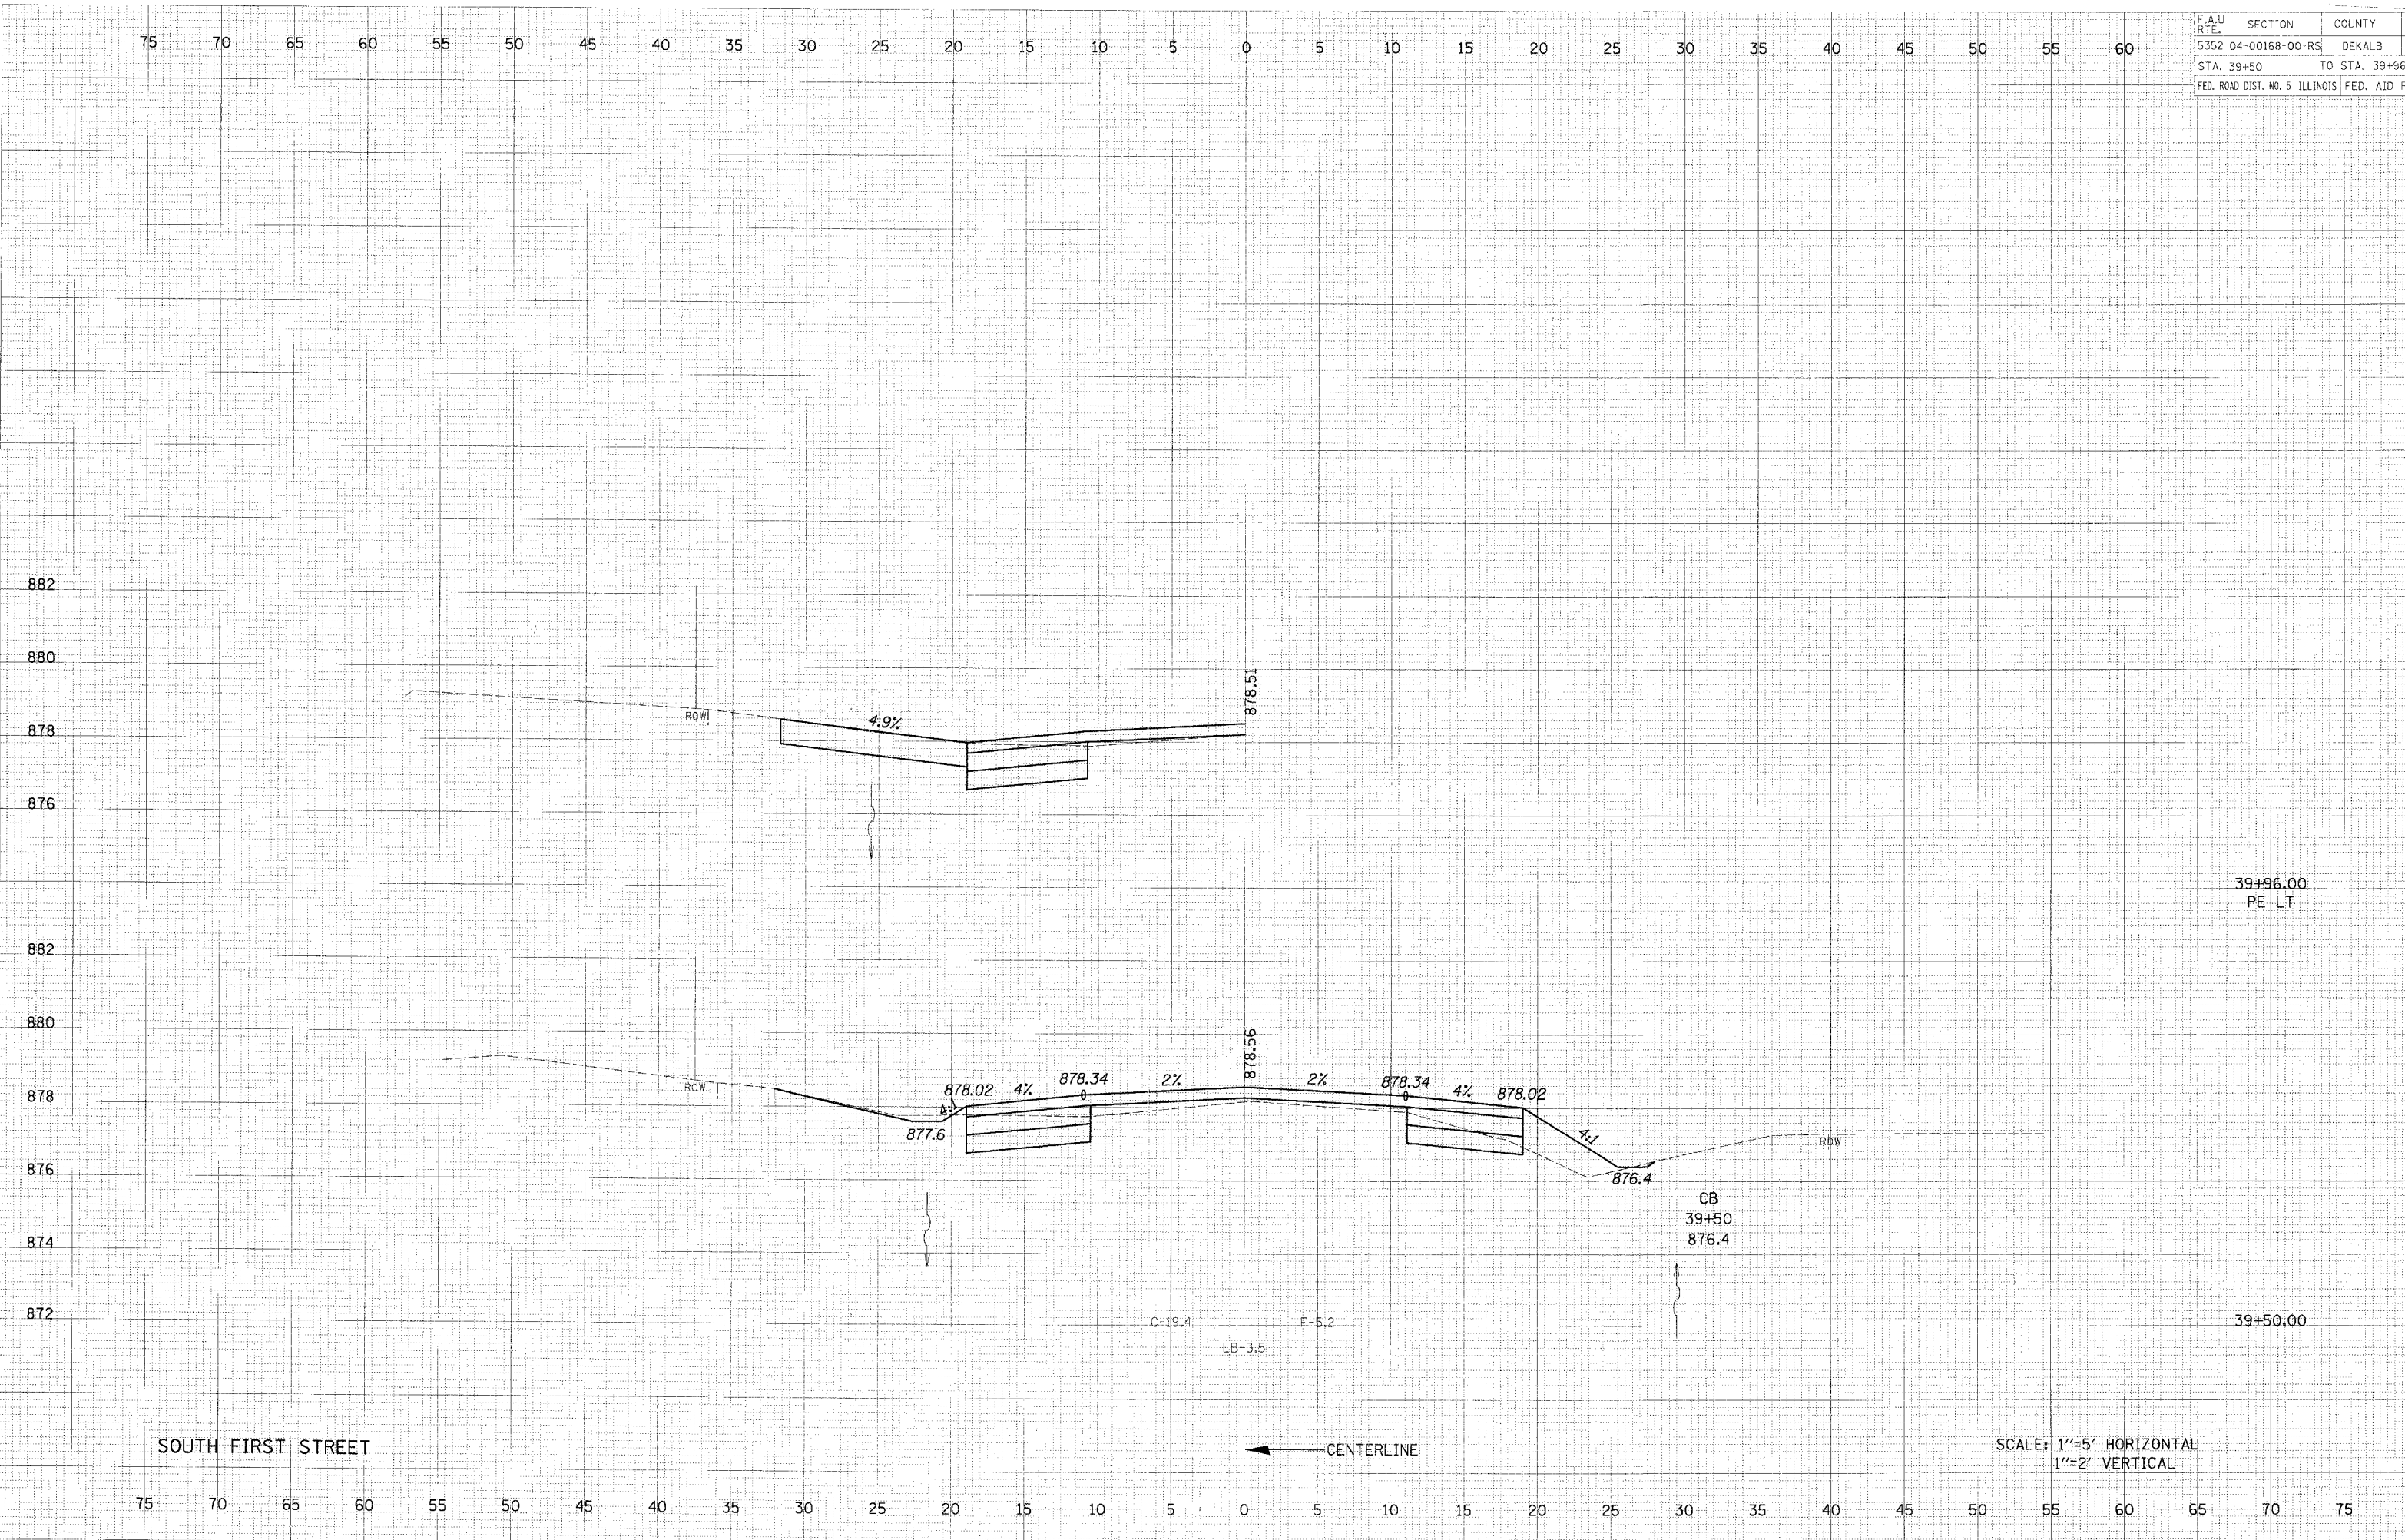 75 70 65 60 55 50 45 40 35 30 25 20 15 10 5 0 5 10 15 20 25 30 35 40 45 50 55 60
F.A.U RTE. SECTION COUNTY
5352 04-00168-00-RS DEKALB
STA. 39+50 TO STA. 39+96
FED. ROAD DIST. NO. 5 ILLINOIS FED. AID
882
880
878.51
ROW
4.9%
878
876
39+96.00
PE LT
882
880
878.56
ROW
878.02 4% 878.34 2% 2% 878.34 4% 878.02
878
4:1
4:1
877.6
ROW
876
876.4
CB
39+50
876.4
874
872
C-19.4 F-5.2
39+50.00
LB-3.5
SOUTH FIRST STREET
CENTERLINE
SCALE: 1"=5' HORIZONTAL
1"=2' VERTICAL
75 70 65 60 55 50 45 40 35 30 25 20 15 10 5 0 5 10 15 20 25 30 35 40 45 50 55 60 65 70 75